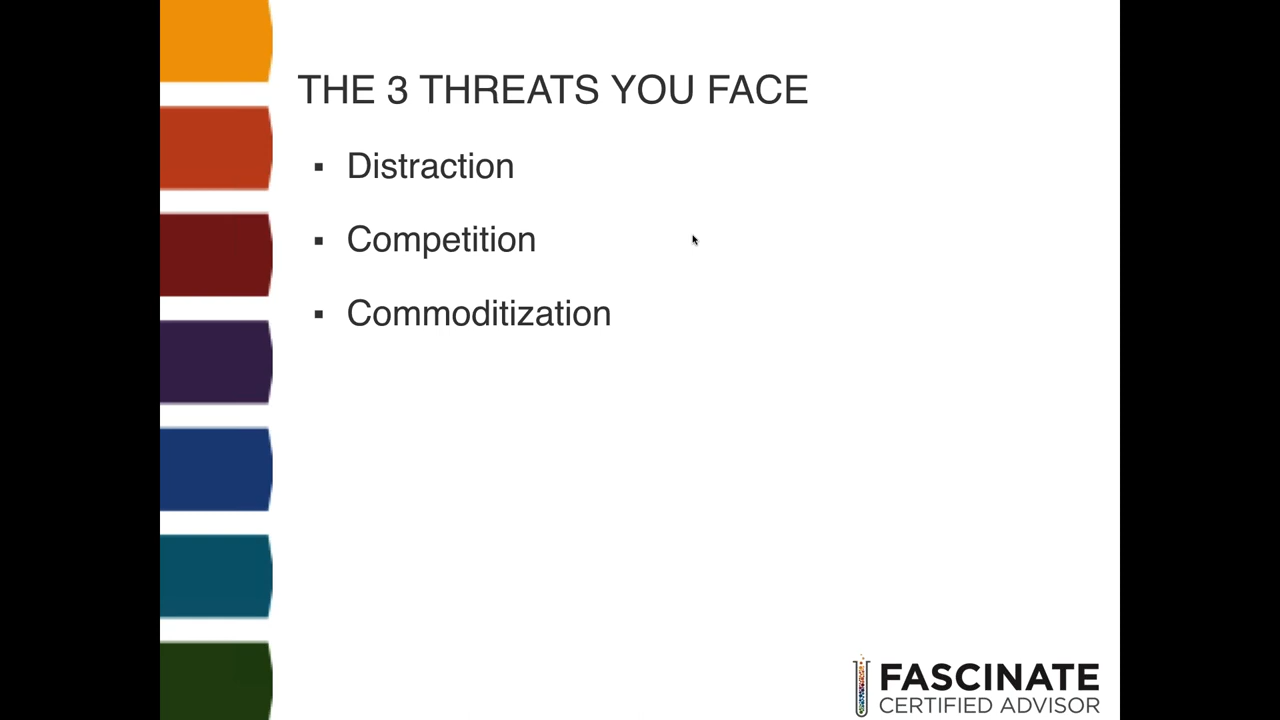 THE 3 THREATS YOU FACE
▪ Distraction
▪ Competition
▪ Commoditization
FASCINATE
CERTIFIED ADVISOR